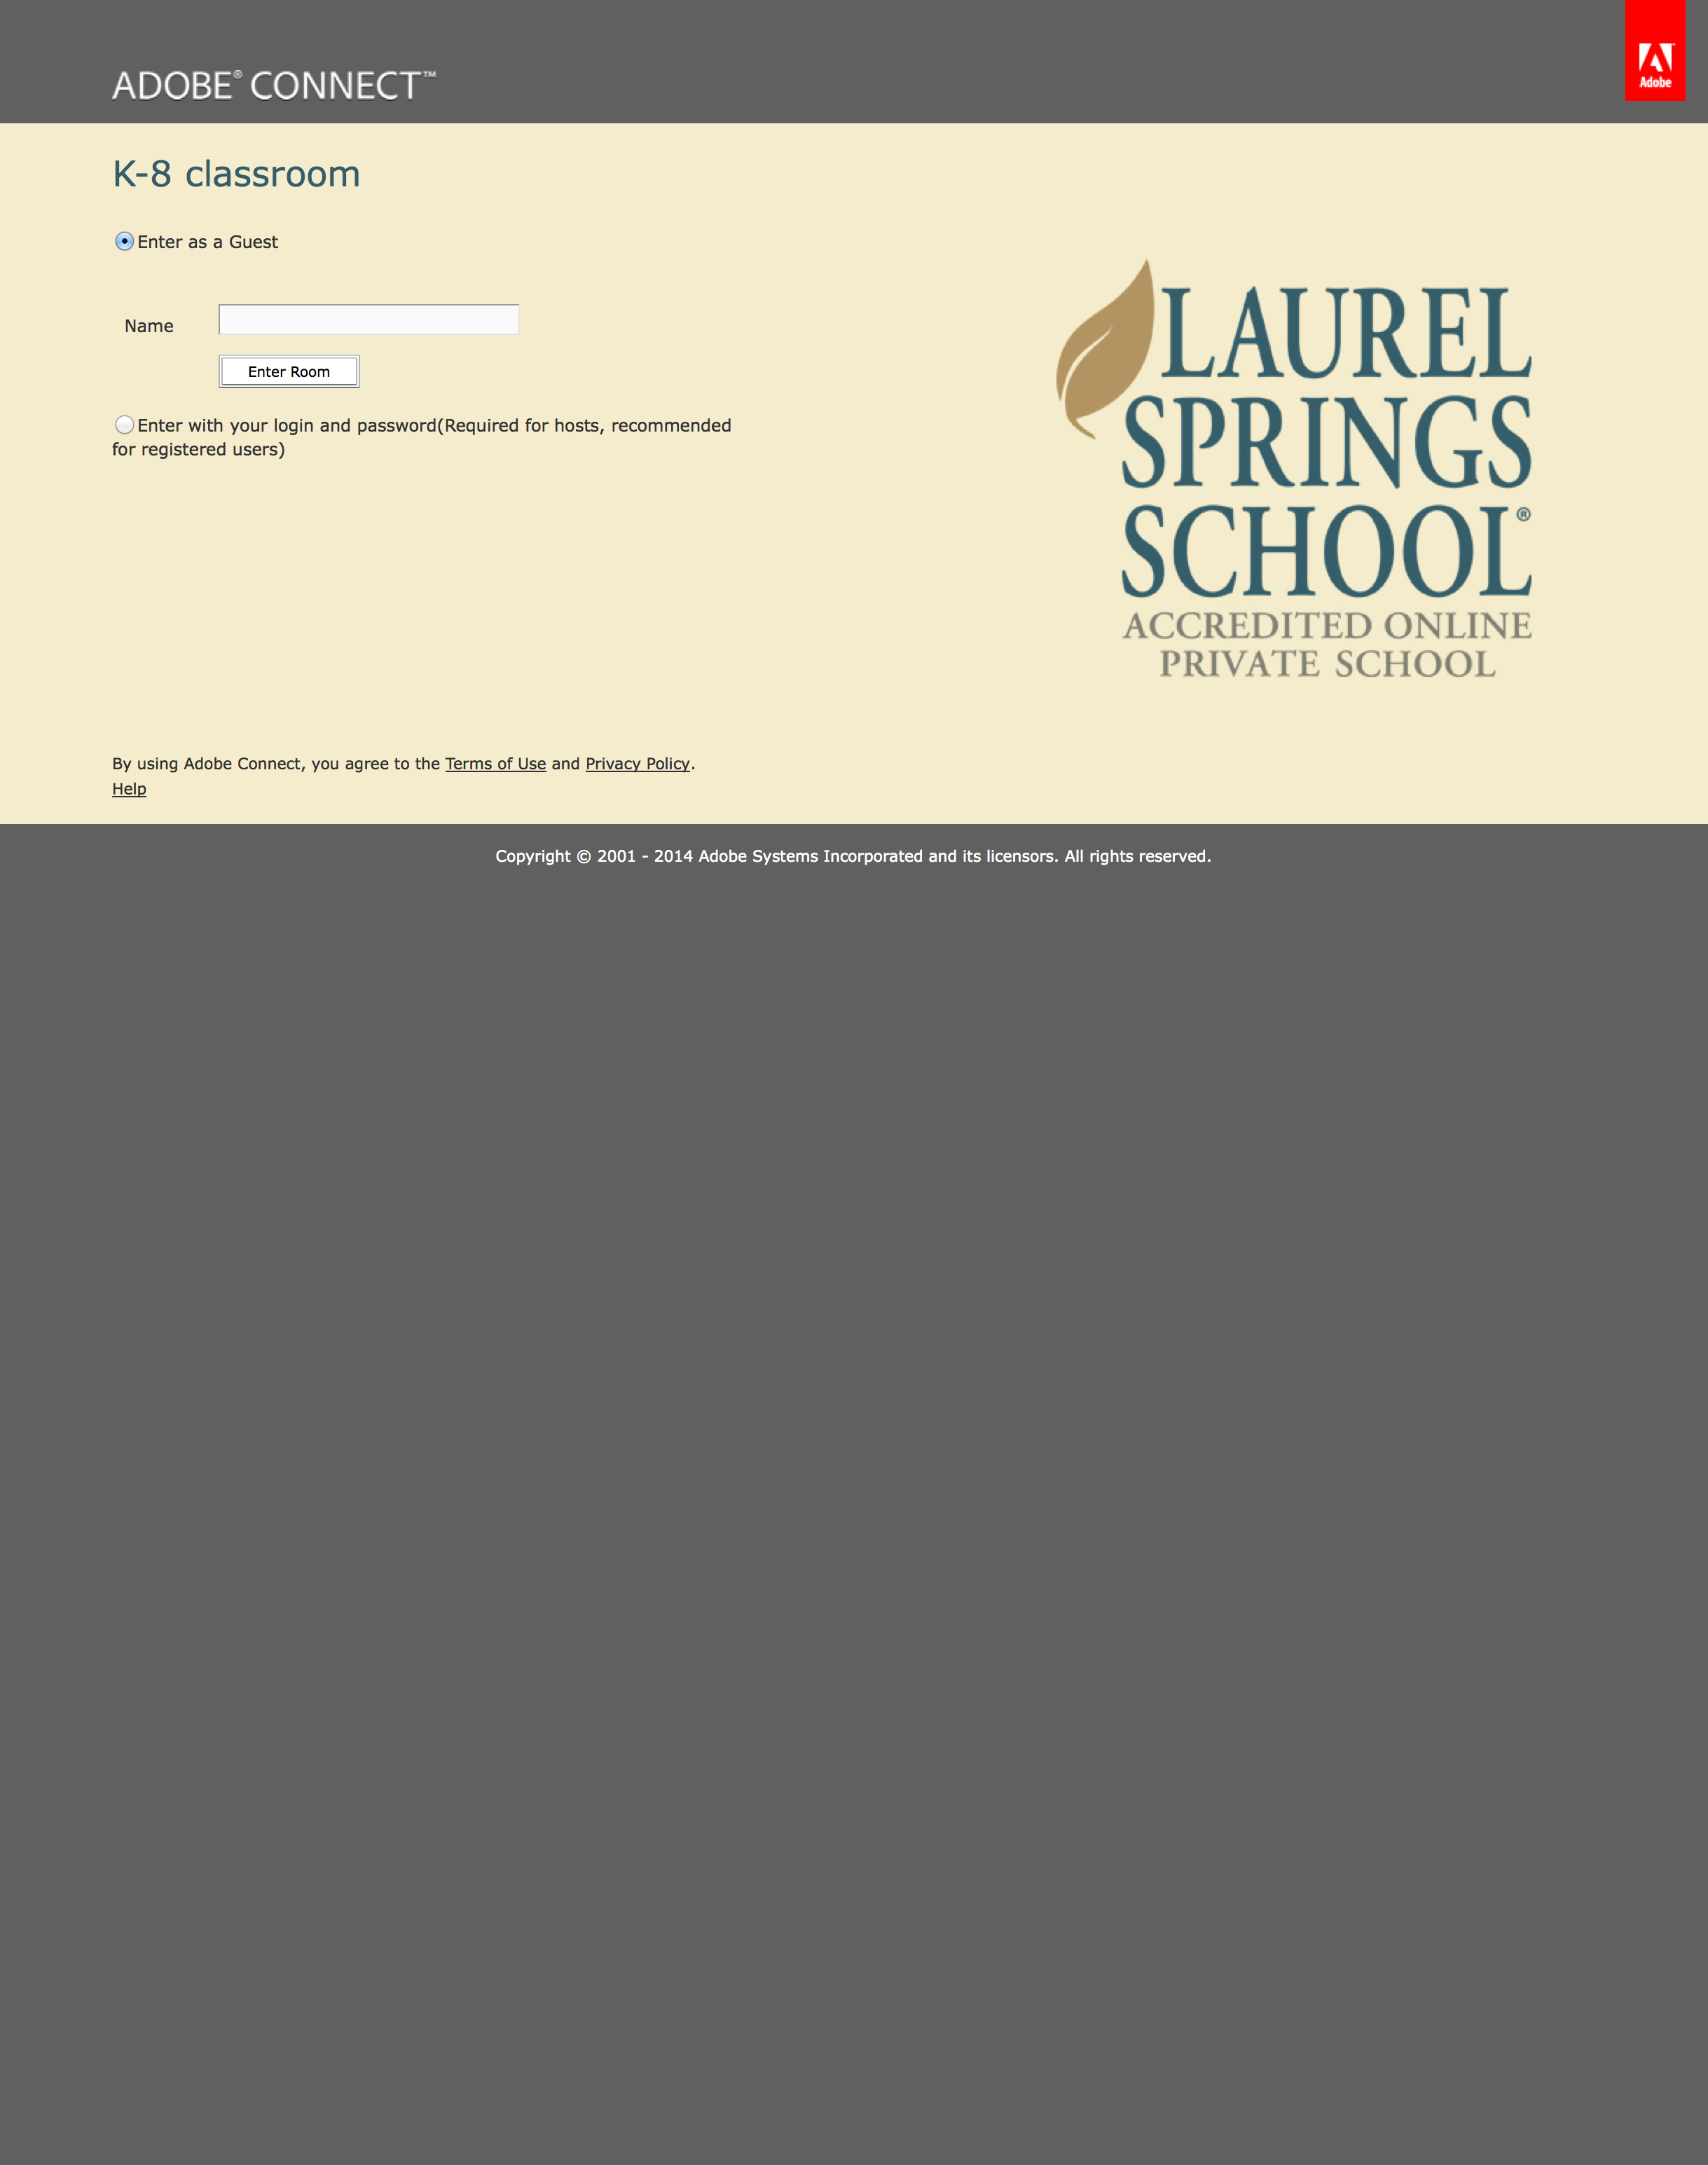 ADOBE® CONNECT™
Adobe
K-8 classroom
Enter as a Guest
Name
Enter Room
Enter with your login and password(Required for hosts, recommended
for registered users)
LAUREL
SPRINGS
SCHOOL®
ACCREDITED ONLINE
PRIVATE SCHOOL
By using Adobe Connect, you agree to the Terms of Use and Privacy Policy.
Help
Copyright © 2001 - 2014 Adobe Systems Incorporated and its licensors. All rights reserved.